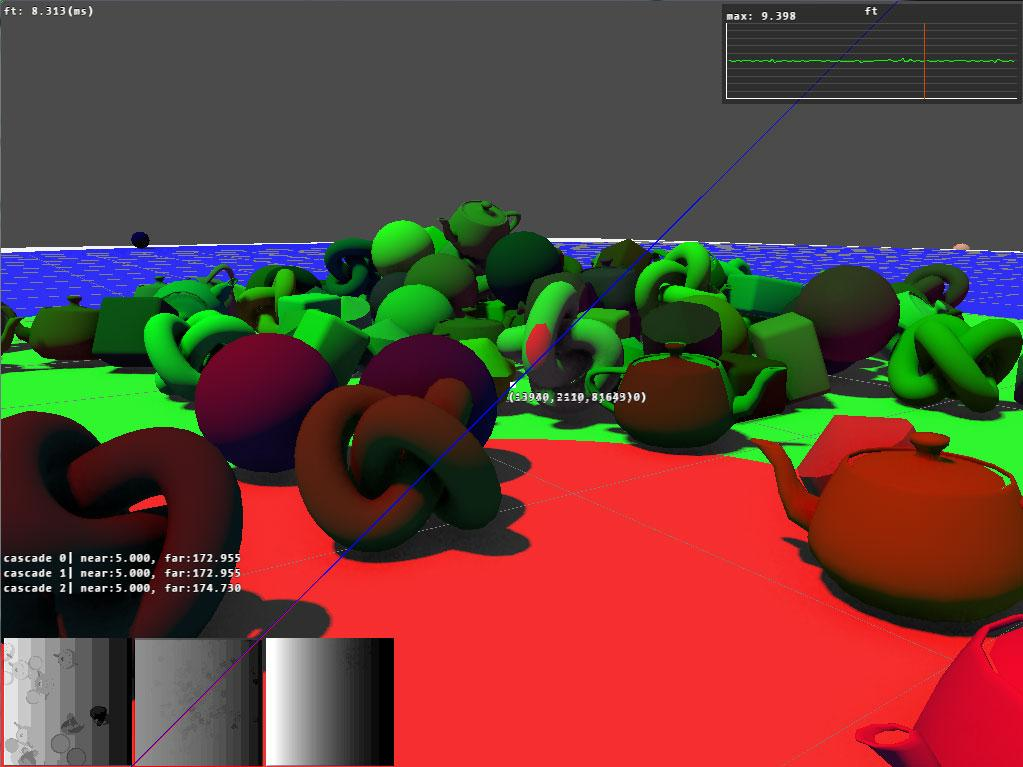 ft: 8.313(ms)
ft
max: 9.398
cascade 0| near:5.000, far:172.955
cascade 1| near:5.000, far:172.955
cascade 2| near:5.000, far:174.730